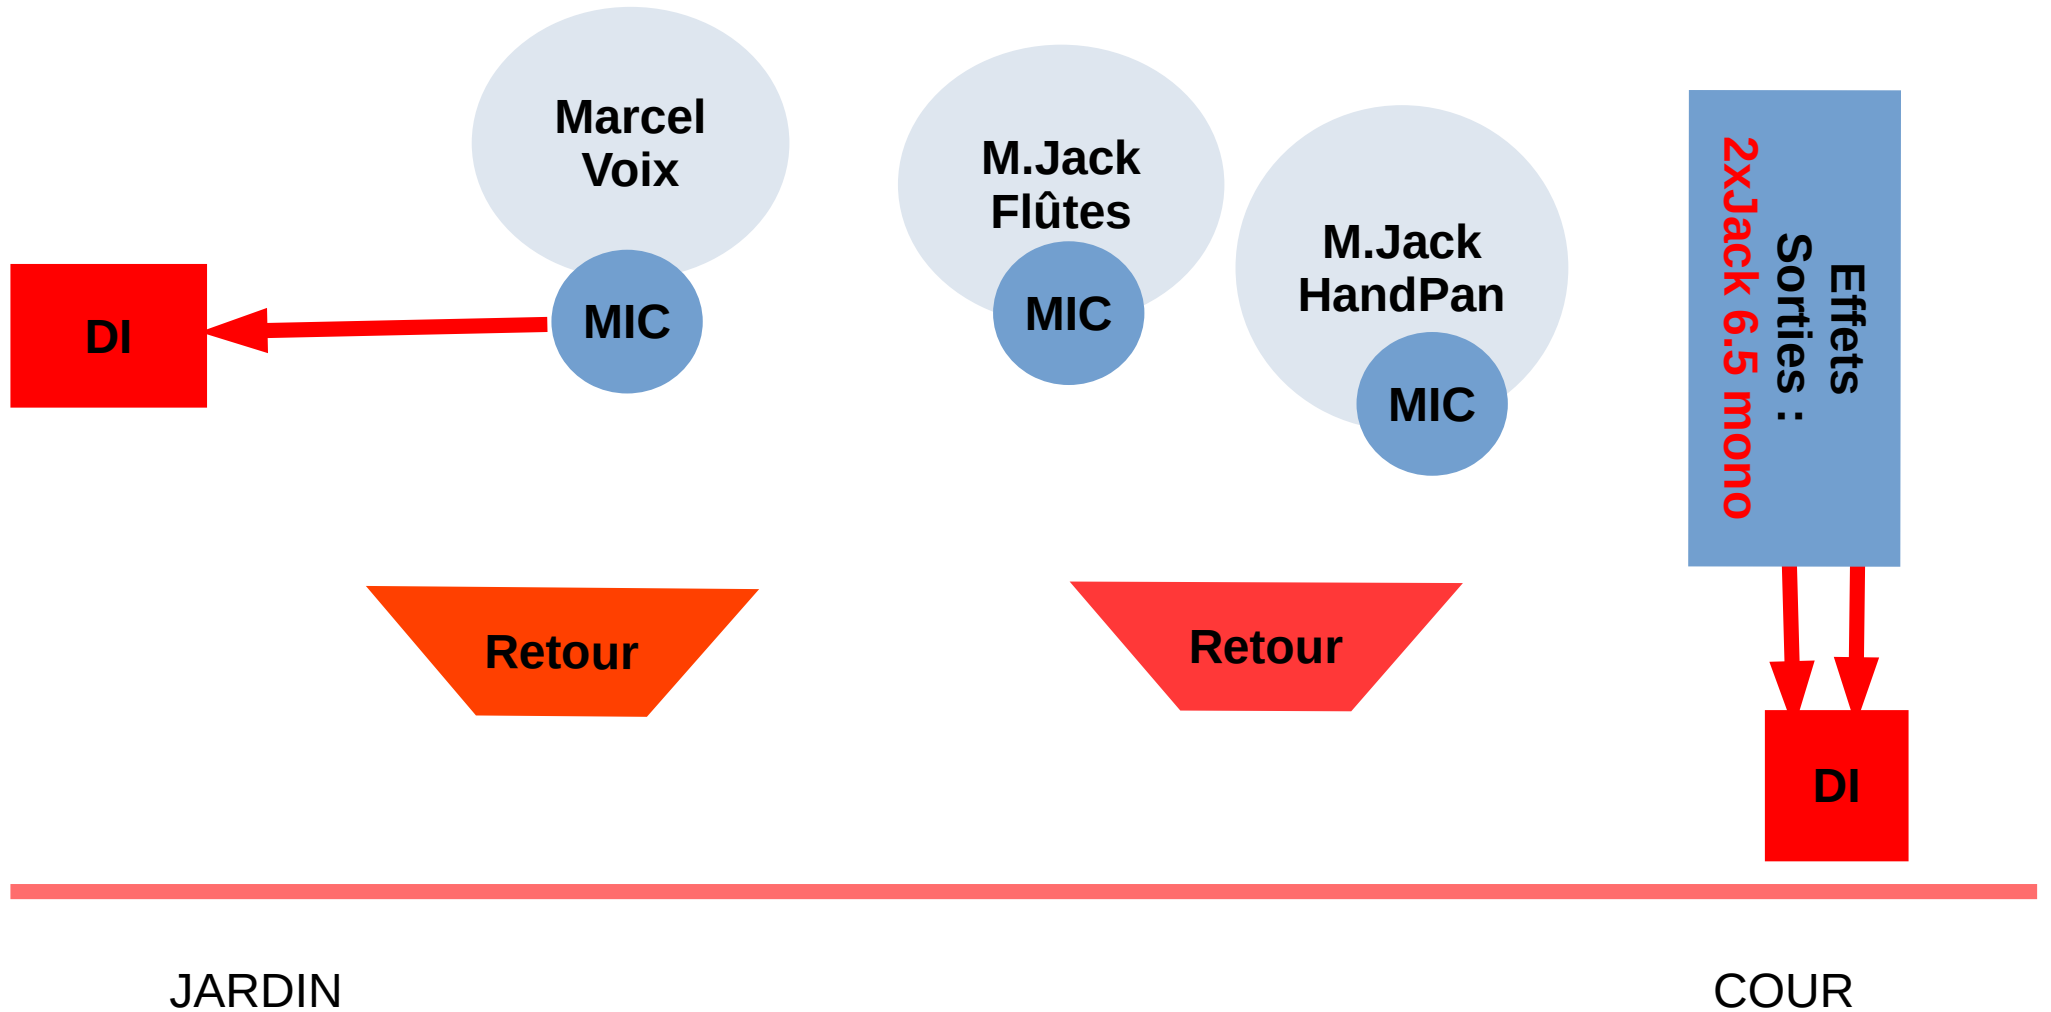 Marcel
Voix
MIC
DI
M.Jack
Flûtes
MIC
M.Jack
HandPan
MIC
Effets
Sorties :
2xJack 6.5 mono
Retour
Retour
DI
JARDIN
COUR